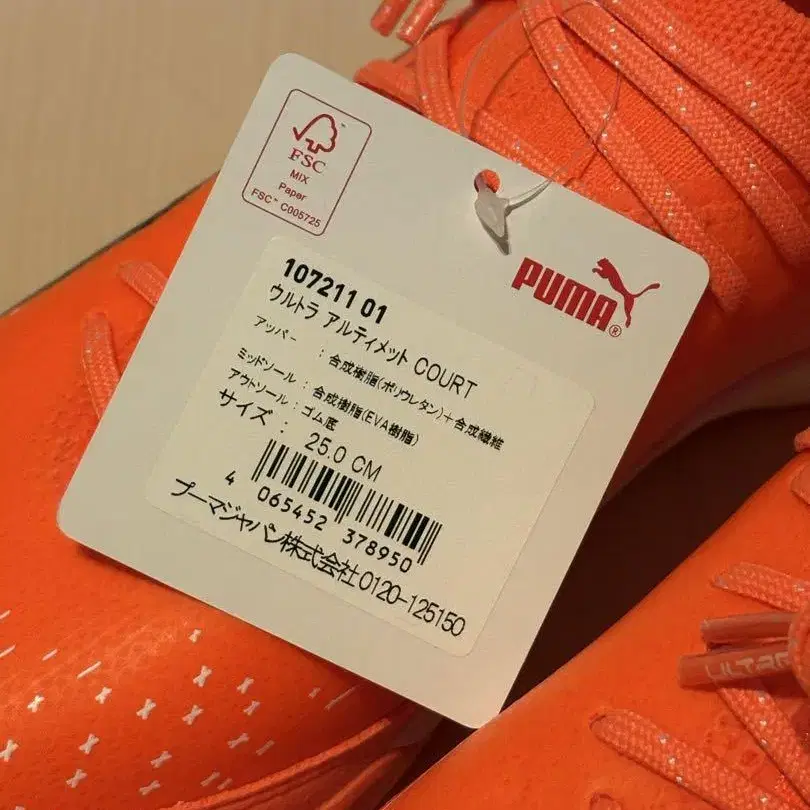 FSC
MIX
Paper
FSC™ C005725
PUMA®
107211 01
ウルトラ アルティメット COURT
アッパー : 合成樹脂(ポリウレタン)+合成繊維
ミッドソール : 合成樹脂(EVA樹脂)
アウトソール : ゴム底
サイズ : 25.0 CM
4 065452 378950
プーマジャパン株式会社 0120-125150
ULTRA